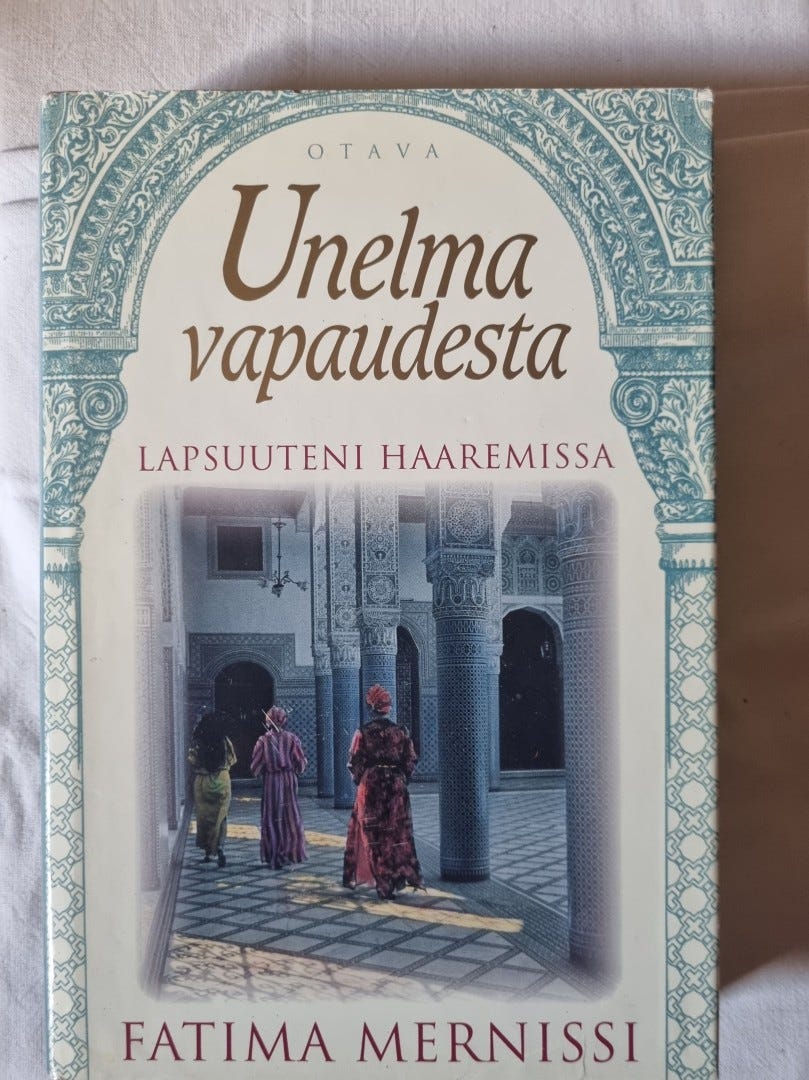 OTAVA
Unelma
vapaudesta
LAPSUUTENI HAAREMISSA
FATIMA MERNISSI